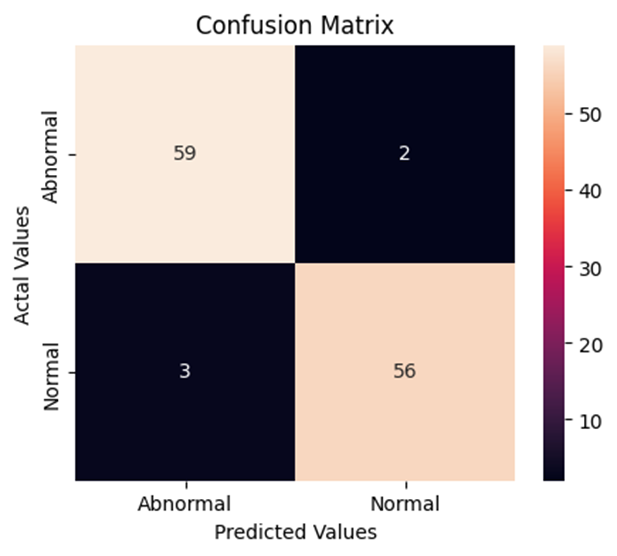 Confusion Matrix
Actal Values
Abnormal
59
2
Normal
3
56
Abnormal
Normal
Predicted Values
50
40
30
20
10